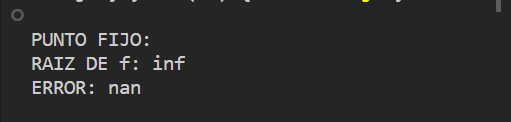 PUNTO FIJO:
RAIZ DE f: inf
ERROR: nan